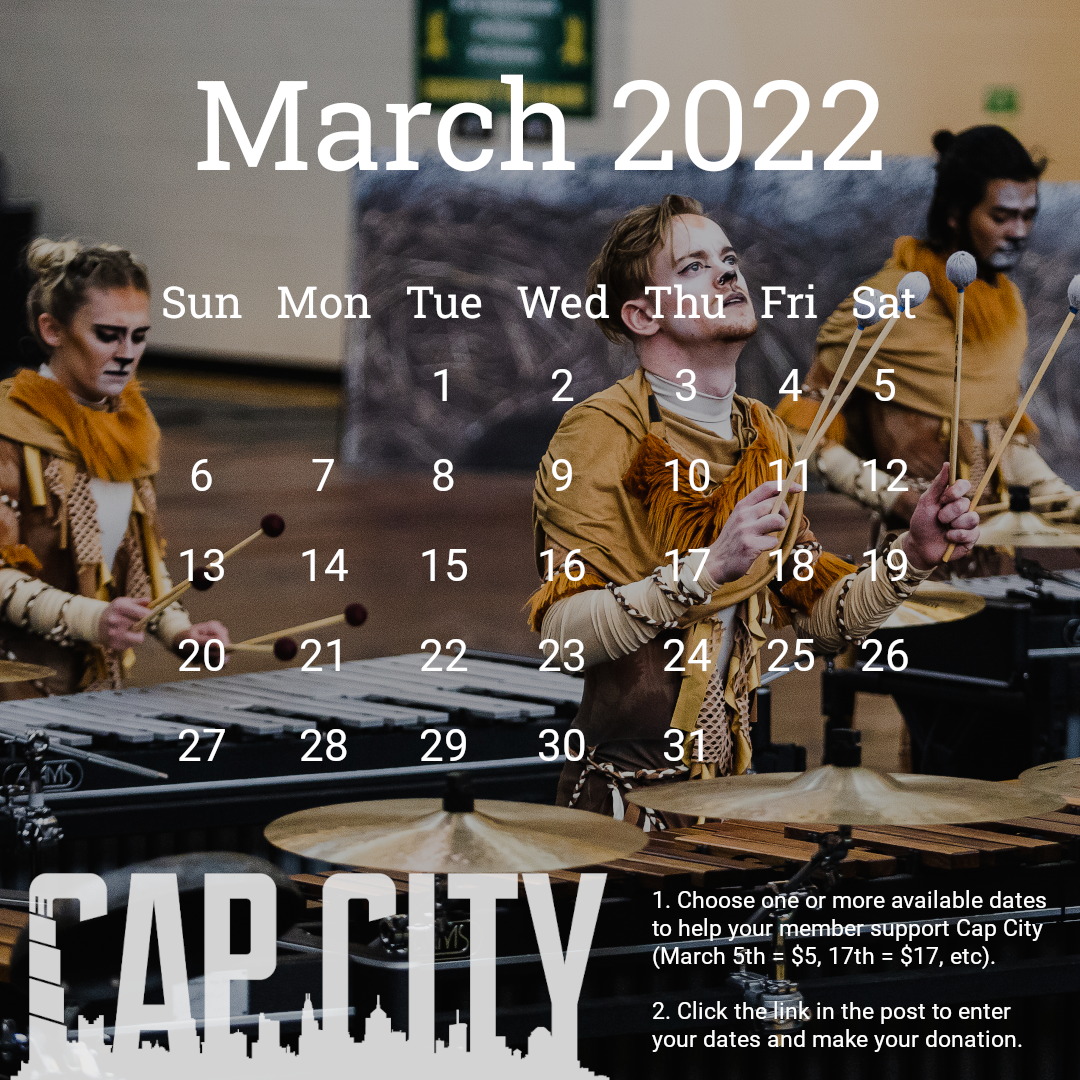 March 2022
Sun Mon Tue Wed Thu Fri Sat
1 2 3 4 5
6 7 8 9 10 11 12
13 14 15 16 17 18 19
20 21 22 23 24 25 26
27 28 29 30 31
CAP CITY
1. Choose one or more available dates
to help your member support Cap City
(March 5th = $5, 17th = $17, etc).
2. Click the link in the post to enter
your dates and make your donation.